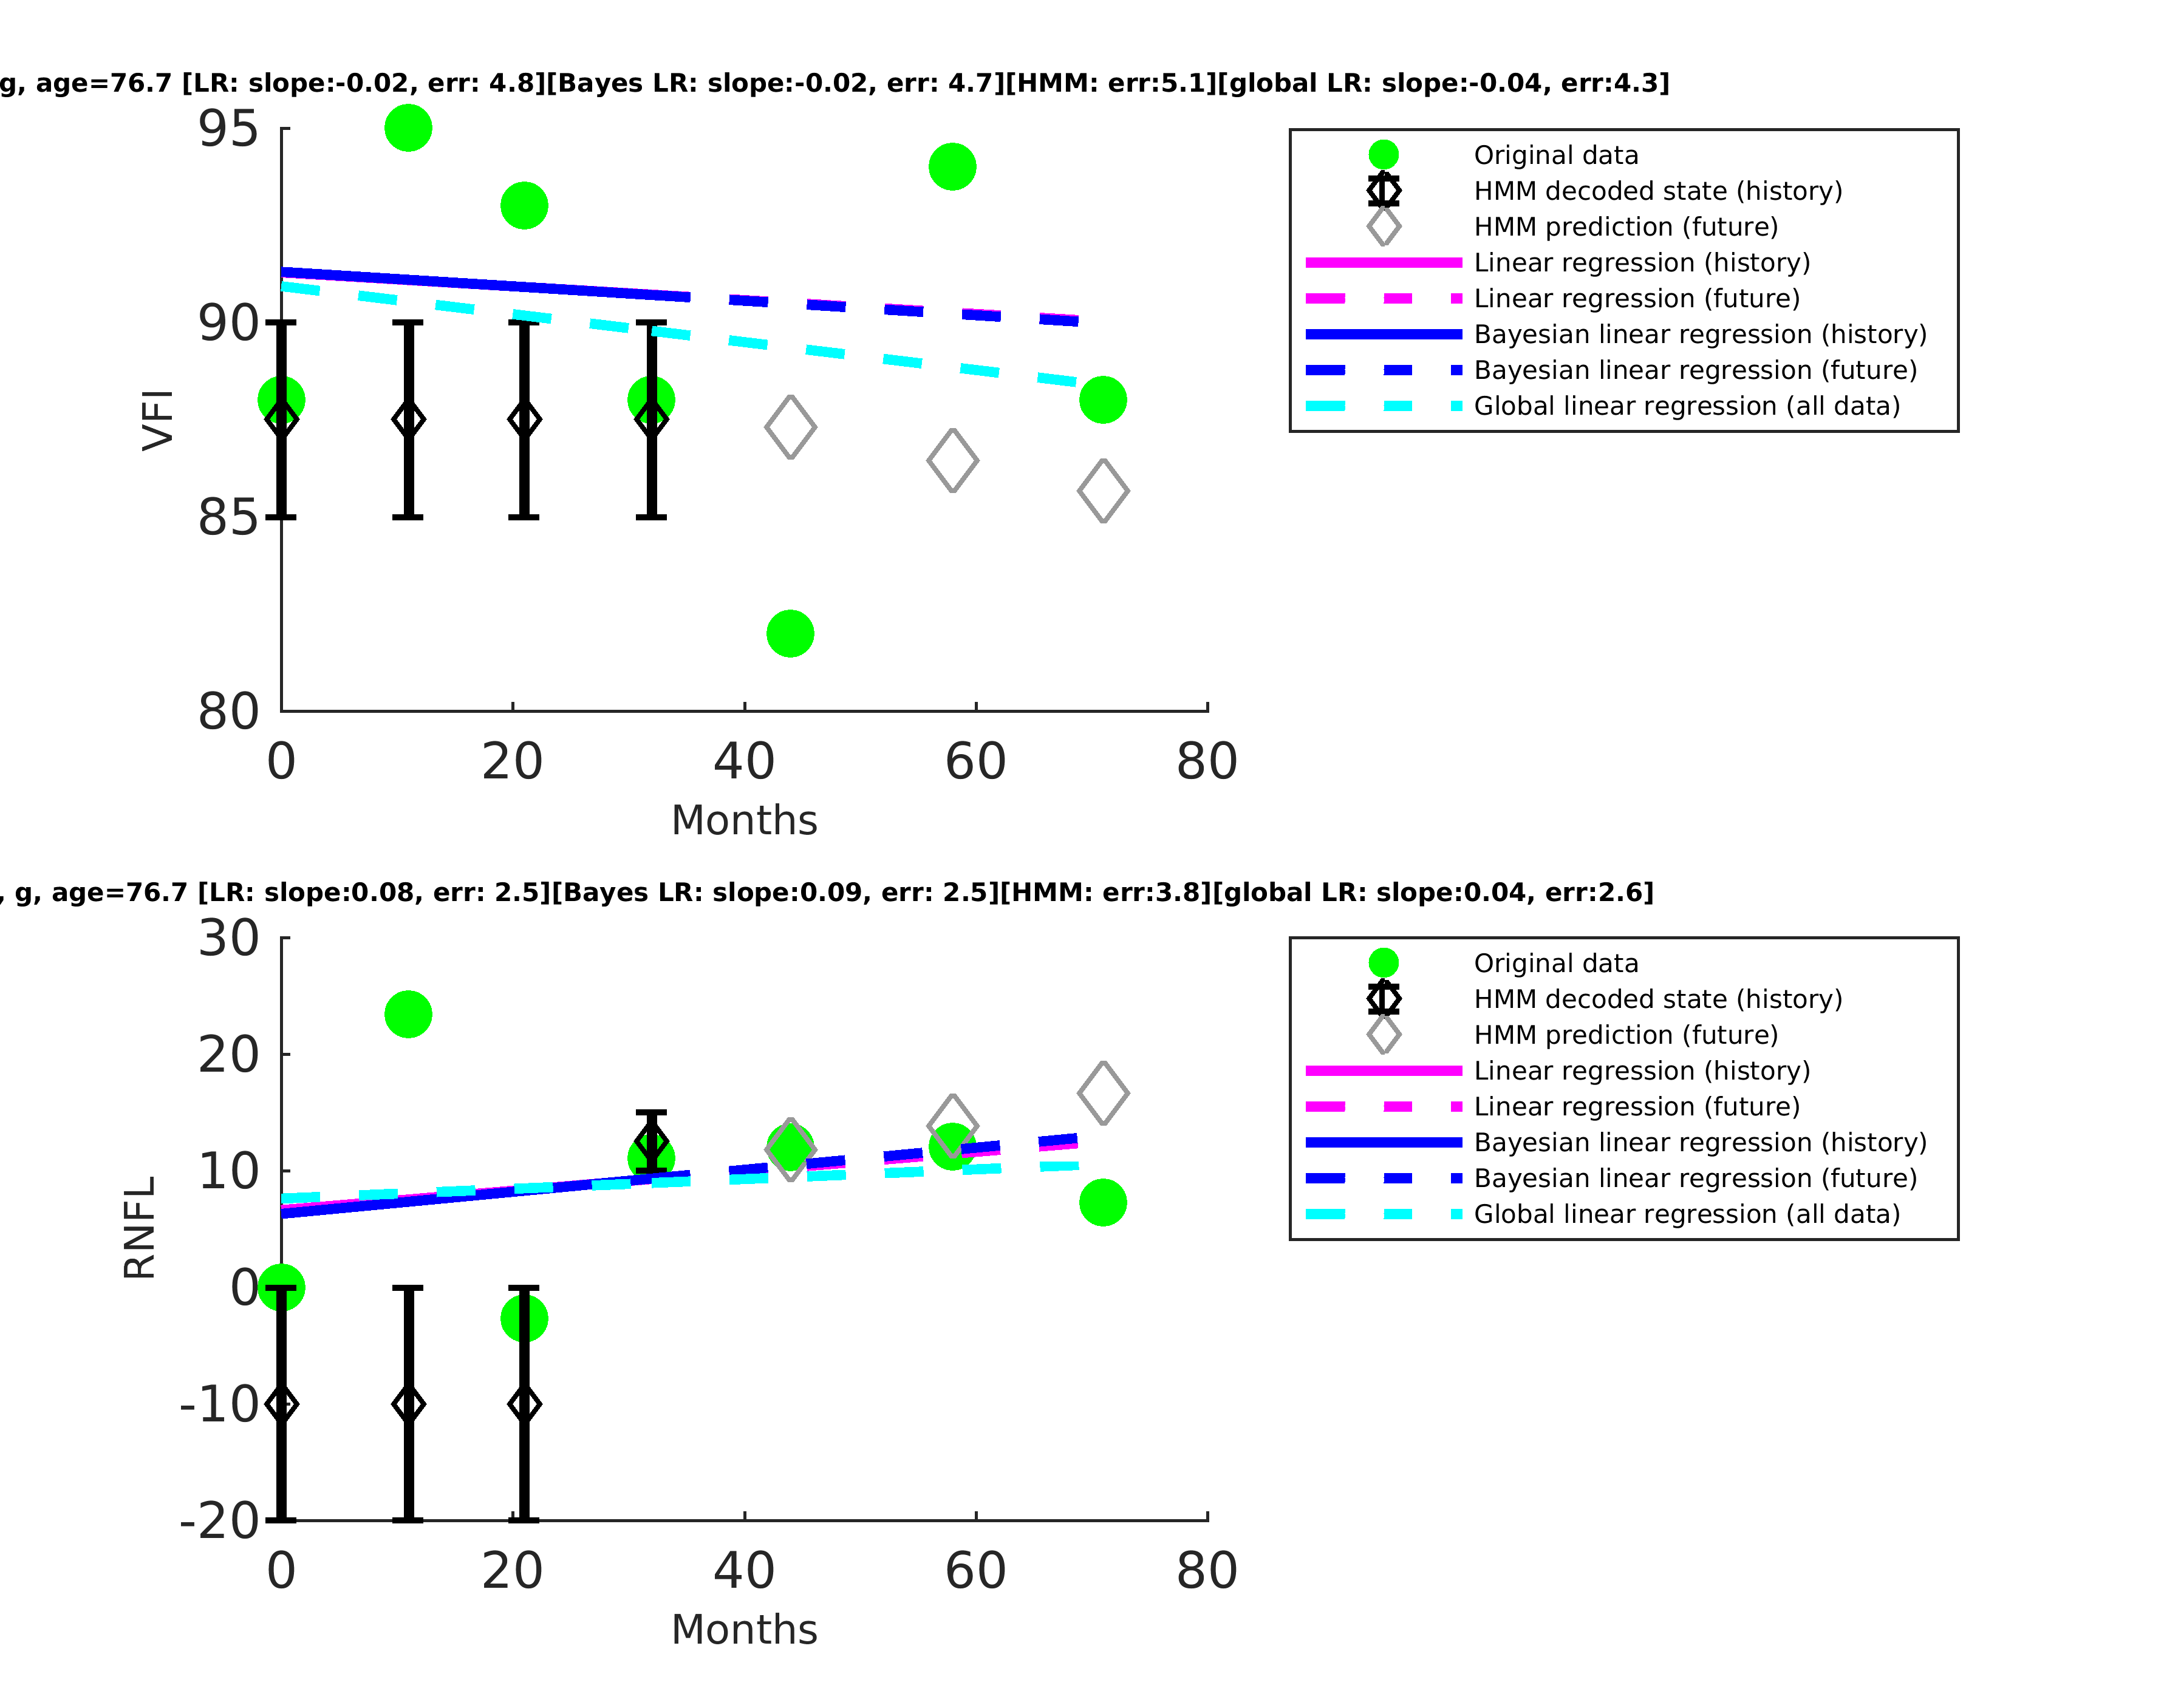 g, age=76.7 [LR: slope:-0.02, err: 4.8][Bayes LR: slope:-0.02, err: 4.7][HMM: err:5.1][global LR: slope:-0.04, err:4.3]
95
90
85
80
VFI
0 20 40 60 80
Months
Original data
HMM decoded state (history)
HMM prediction (future)
Linear regression (history)
Linear regression (future)
Bayesian linear regression (history)
Bayesian linear regression (future)
Global linear regression (all data)
, g, age=76.7 [LR: slope:0.08, err: 2.5][Bayes LR: slope:0.09, err: 2.5][HMM: err:3.8][global LR: slope:0.04, err:2.6]
30
20
10
0
-10
-20
RNFL
0 20 40 60 80
Months
Original data
HMM decoded state (history)
HMM prediction (future)
Linear regression (history)
Linear regression (future)
Bayesian linear regression (history)
Bayesian linear regression (future)
Global linear regression (all data)